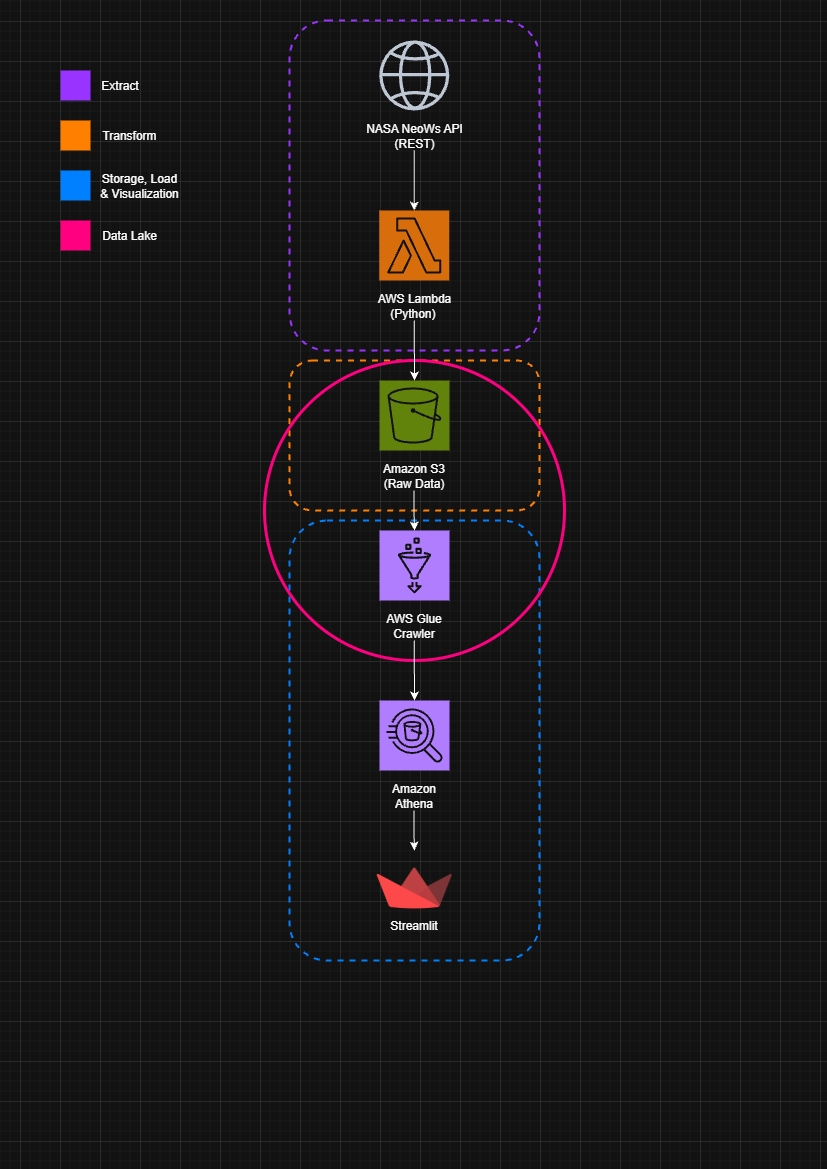 Extract
Transform
Storage, Load
& Visualization
Data Lake
NASA NeoWs API
(REST)
AWS Lambda
(Python)
Amazon S3
(Raw Data)
AWS Glue
Crawler
Amazon
Athena
Streamlit